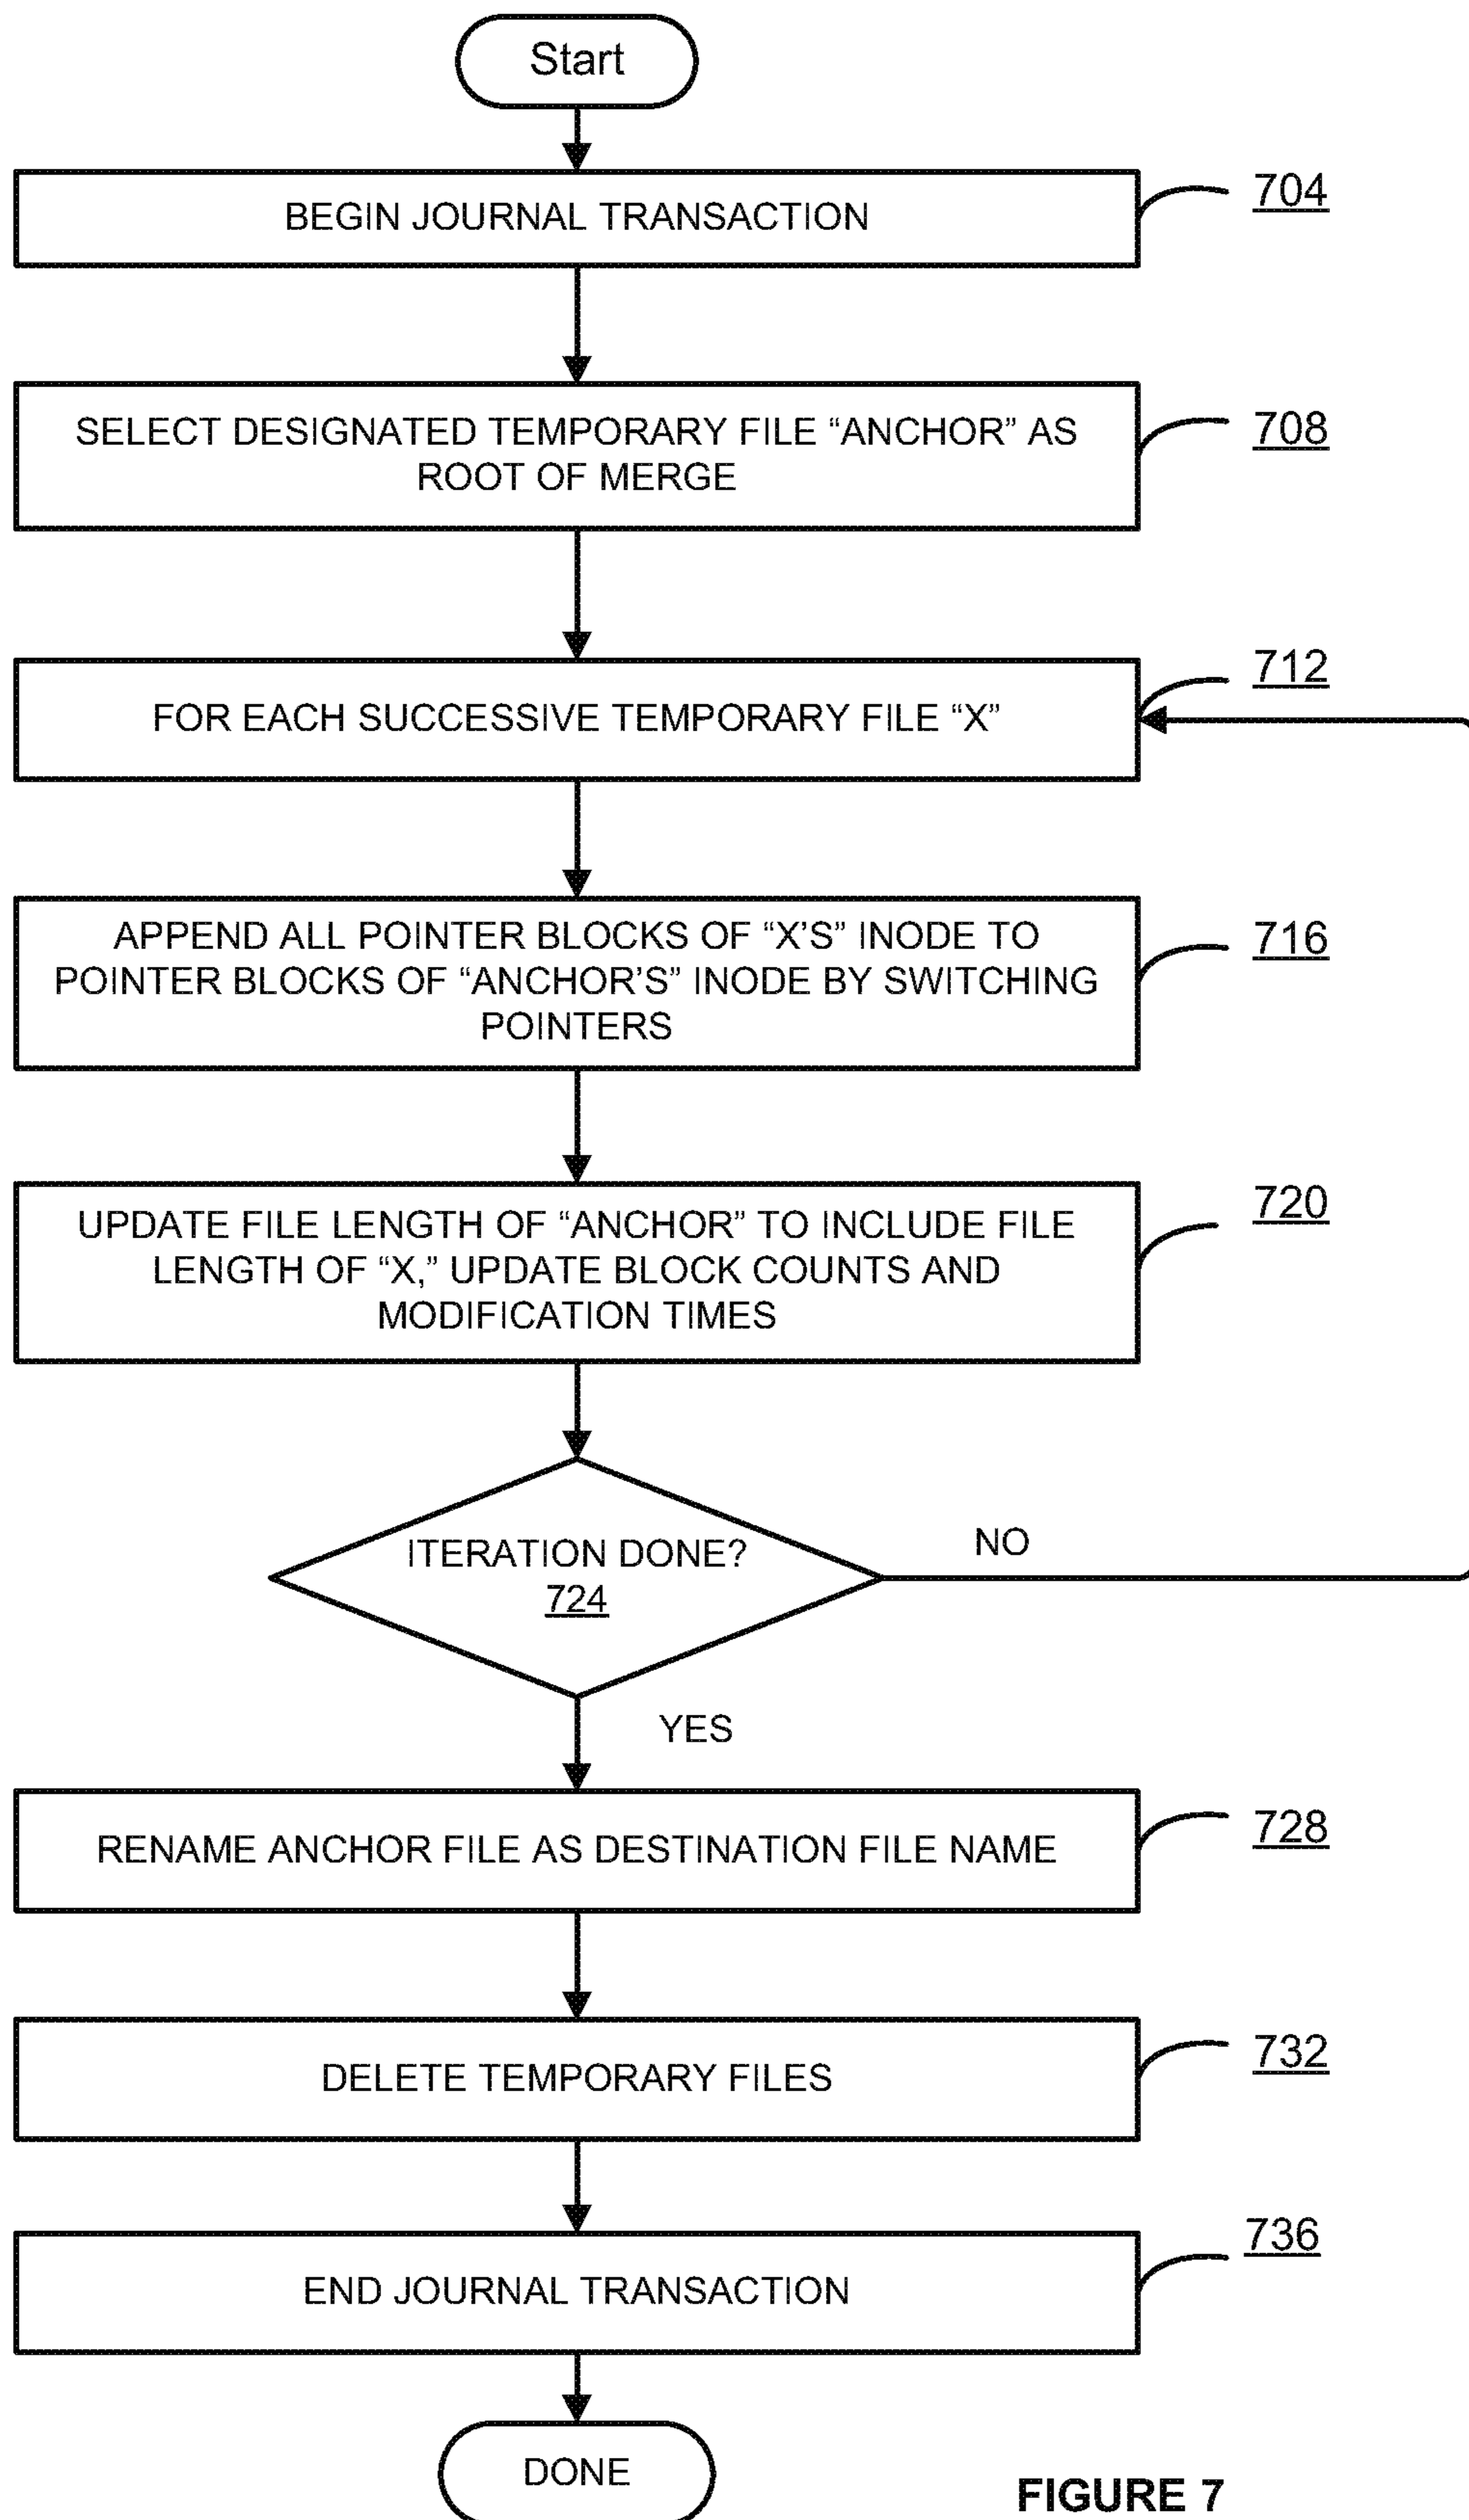 Start
BEGIN JOURNAL TRANSACTION
704
SELECT DESIGNATED TEMPORARY FILE “ANCHOR” AS
ROOT OF MERGE
708
FOR EACH SUCCESSIVE TEMPORARY FILE “X”
712
APPEND ALL POINTER BLOCKS OF “X’S” INODE TO
POINTER BLOCKS OF “ANCHOR’S” INODE BY SWITCHING
POINTERS
716
UPDATE FILE LENGTH OF “ANCHOR” TO INCLUDE FILE
LENGTH OF “X,” UPDATE BLOCK COUNTS AND
MODIFICATION TIMES
720
ITERATION DONE?
724
NO
YES
RENAME ANCHOR FILE AS DESTINATION FILE NAME
728
DELETE TEMPORARY FILES
732
END JOURNAL TRANSACTION
736
DONE
FIGURE 7